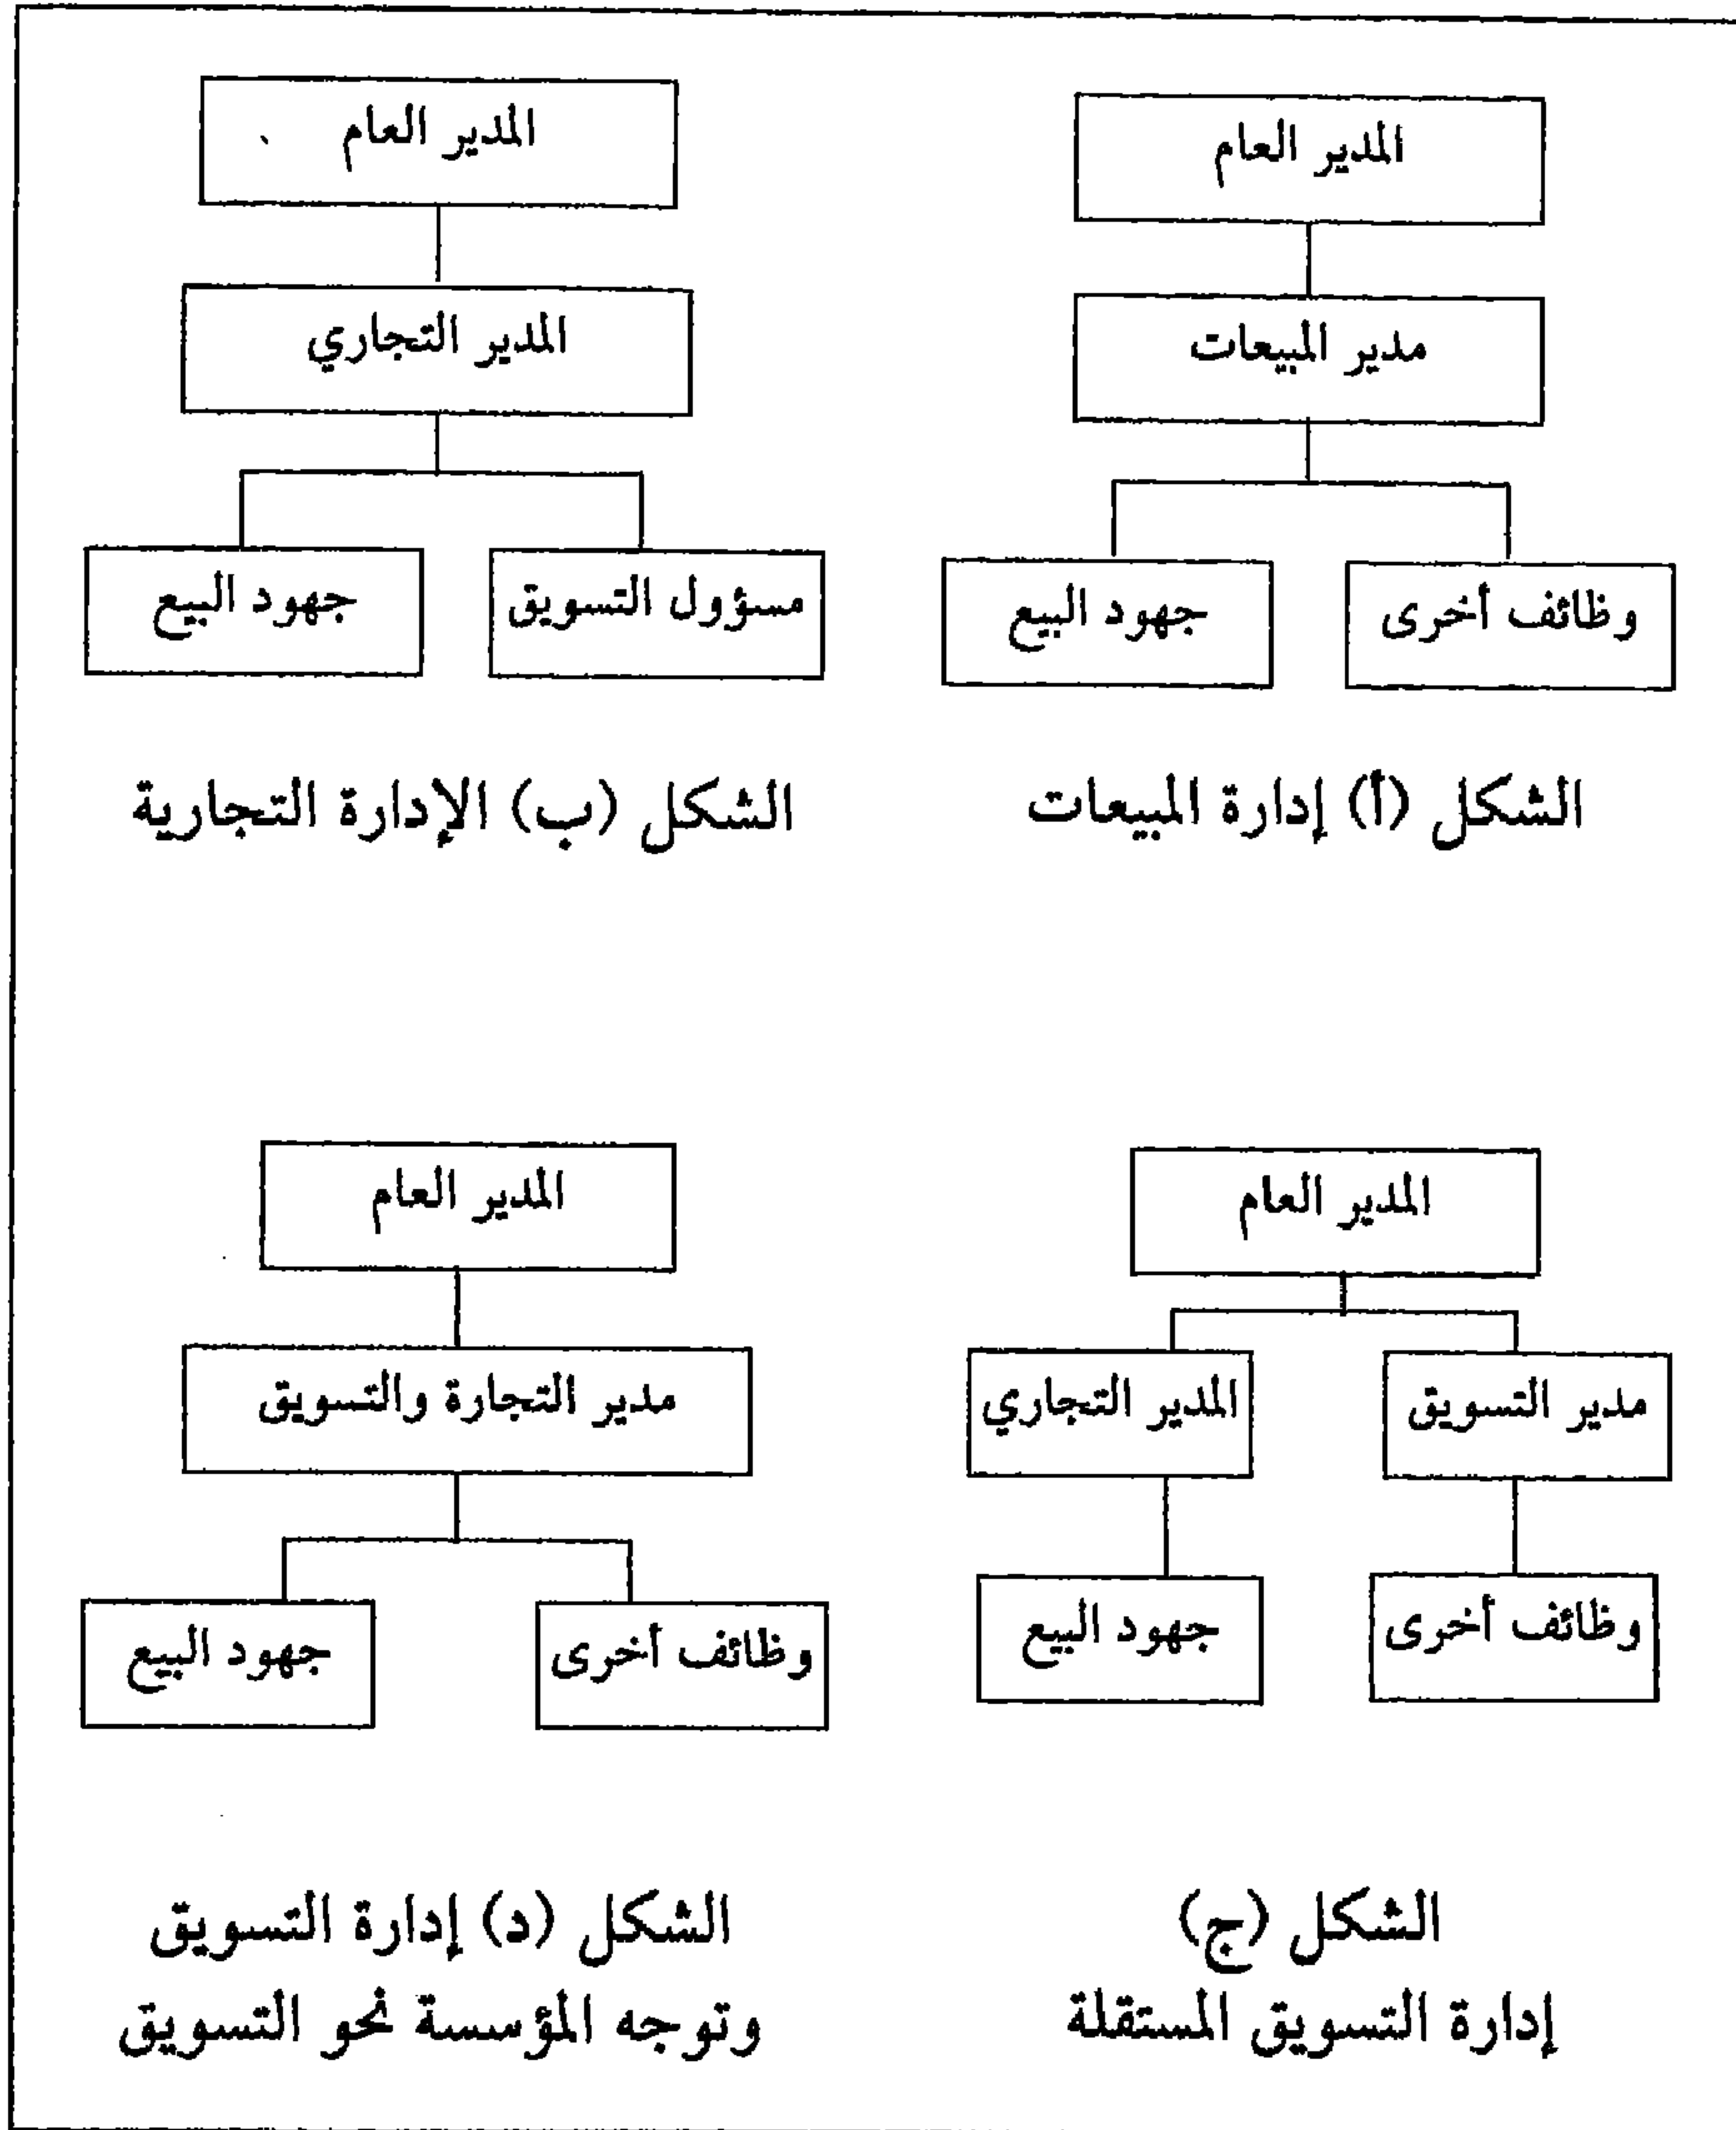 المدير العام
مدير المبيعات
وظائف أخرى
جهود البيع
الشكل (أ) إدارة المبيعات
المدير العام
المدير التجاري
مسؤول التسويق
جهود البيع
الشكل (ب) الإدارة التجارية
المدير العام
مدير التسويق
المدير التجاري
وظائف أخرى
جهود البيع
الشكل (ج)
إدارة التسويق المستقلة
المدير العام
مدير التجارة والتسويق
وظائف أخرى
جهود البيع
الشكل (د) إدارة التسويق
وتوجه المؤسسة نحو التسويق